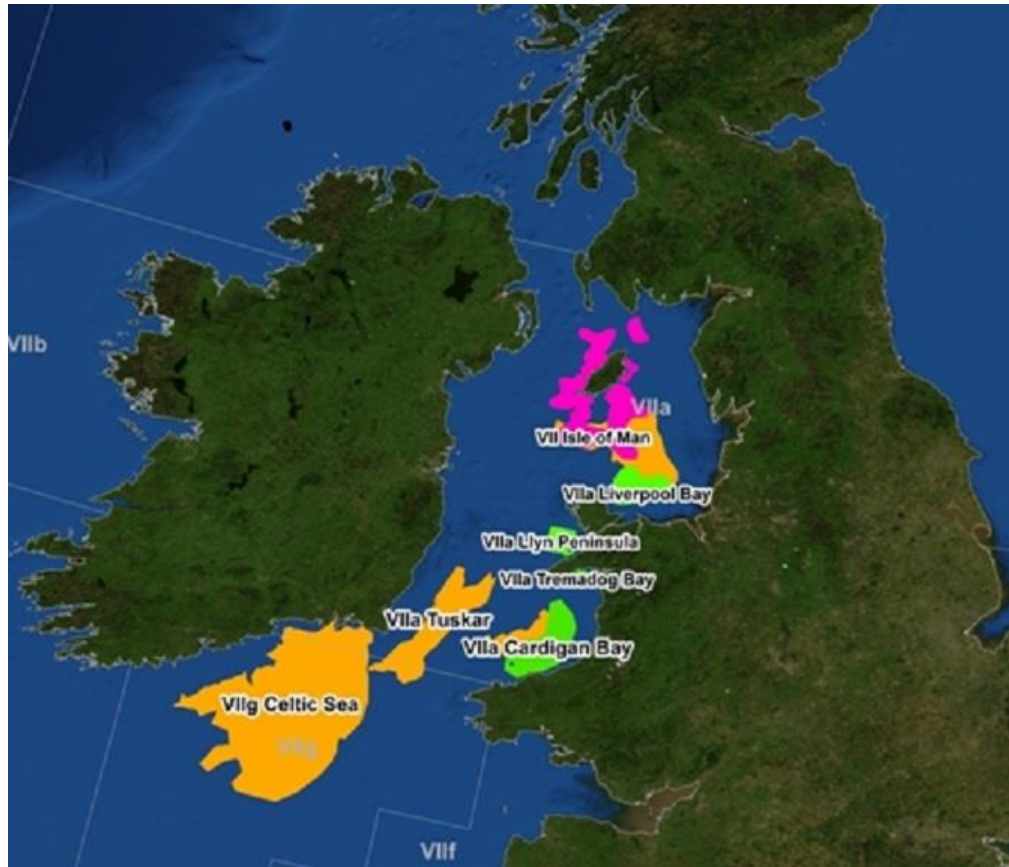 VIIb
VIIa
VII Isle of Man
VIIa Liverpool Bay
VIIa Llyn Peninsula
VIIa Tremadog Bay
VIIa Tuskar
VIIa Cardigan Bay
VIIg Celtic Sea
VIIg
VIIf